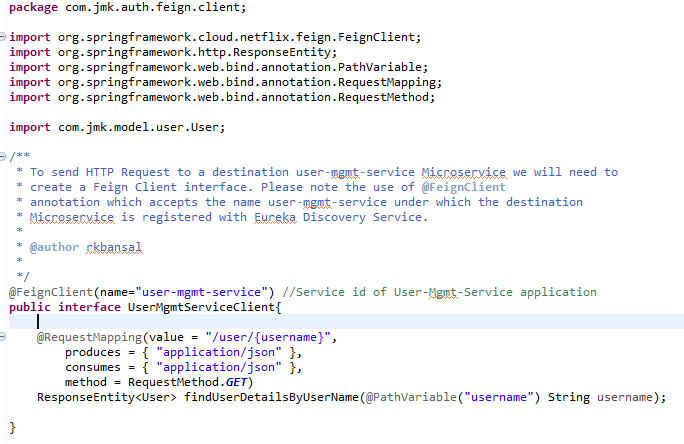 package com.jmk.auth.feign.client;
import org.springframework.cloud.netflix.feign.FeignClient;
import org.springframework.http.ResponseEntity;
import org.springframework.web.bind.annotation.PathVariable;
import org.springframework.web.bind.annotation.RequestMapping;
import org.springframework.web.bind.annotation.RequestMethod;
import com.jmk.model.user.User;
/**
 * To send HTTP Request to a destination user-mgmt-service Microservice we will need to
 * create a Feign Client interface. Please note the use of @FeignClient
 * annotation which accepts the name user-mgmt-service under which the destination
 * Microservice is registered with Eureka Discovery Service.
 *
 * @author rkbansal
 *
 */
@FeignClient(name="user-mgmt-service") //Service id of User-Mgmt-Service application
public interface UserMgmtServiceClient{
    @RequestMapping(value = "/user/{username}",
        produces = { "application/json" },
        consumes = { "application/json" },
        method = RequestMethod.GET)
    ResponseEntity<User> findUserDetailsByUserName(@PathVariable("username") String username);
}